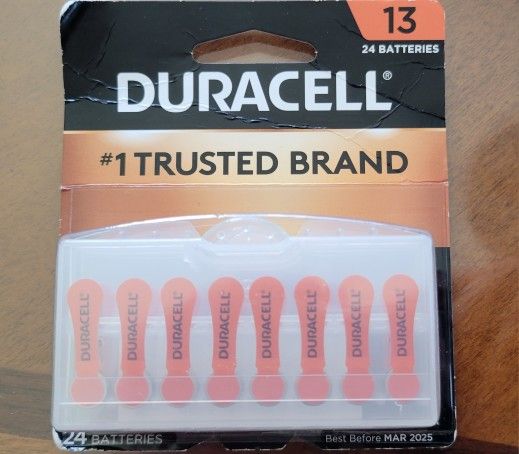 13
24 BATTERIES
DURACELL®
#1 TRUSTED BRAND
DURACELL
DURACELL
DURACELL
DURACELL
DURACELL
DURACELL
DURACELL
DURACELL
24 BATTERIES
Best Before MAR 2025